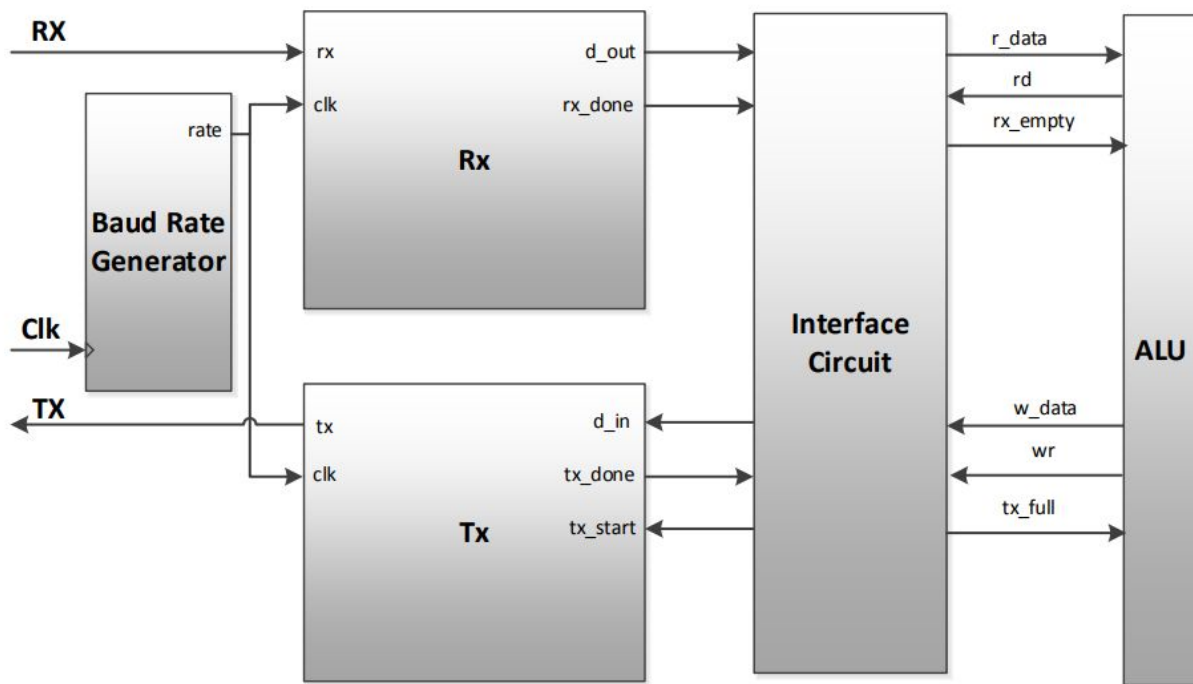 RX
rx
d_out
clk
rx_done
rate
Rx
Baud Rate
Generator
Clk
r_data
rd
rx_empty
Interface
Circuit
ALU
TX
tx
d_in
clk
tx_done
Tx
tx_start
w_data
wr
tx_full